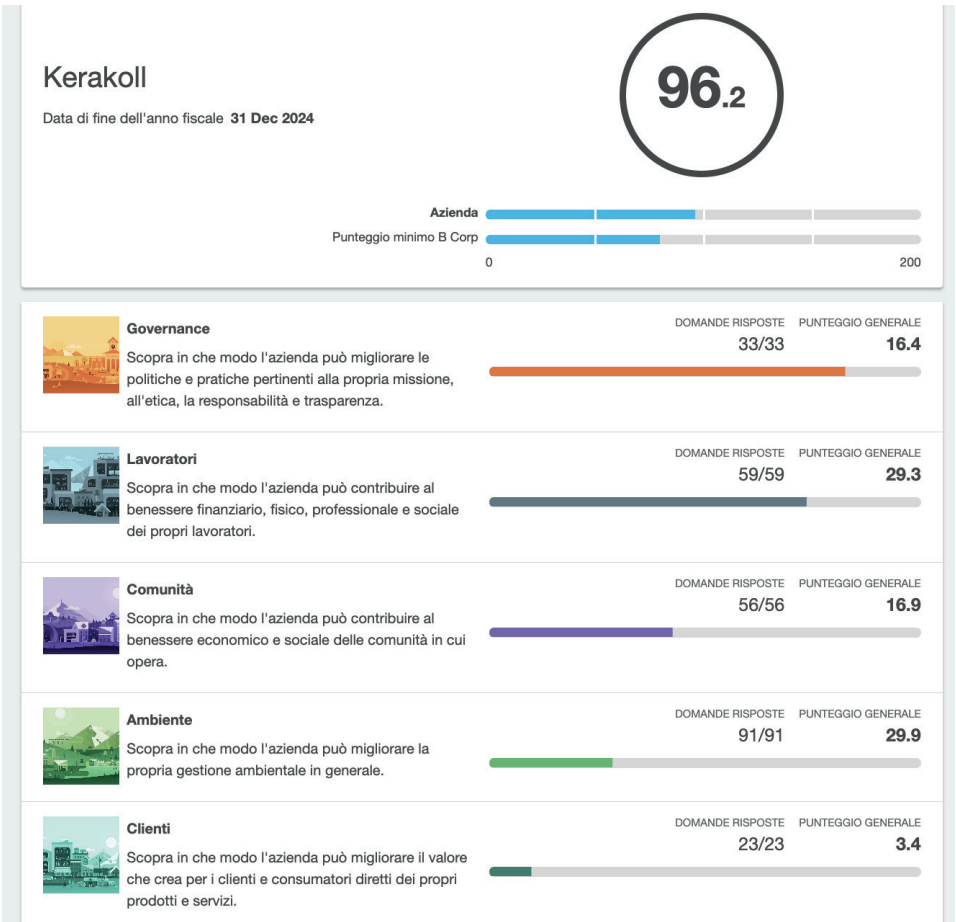 Kerakoll
Data di fine dell'anno fiscale 31 Dec 2024
96.2
Azienda
Punteggio minimo B Corp
0 200
Governance
Scopra in che modo l'azienda può migliorare le
politiche e pratiche pertinenti alla propria missione,
all'etica, la responsabilità e trasparenza.
DOMANDE RISPOSTE PUNTEGGIO GENERALE
33/33 16.4
Lavoratori
Scopra in che modo l'azienda può contribuire al
benessere finanziario, fisico, professionale e sociale
dei propri lavoratori.
DOMANDE RISPOSTE PUNTEGGIO GENERALE
59/59 29.3
Comunità
Scopra in che modo l'azienda può contribuire al
benessere economico e sociale delle comunità in cui
opera.
DOMANDE RISPOSTE PUNTEGGIO GENERALE
56/56 16.9
Ambiente
Scopra in che modo l'azienda può migliorare la
propria gestione ambientale in generale.
DOMANDE RISPOSTE PUNTEGGIO GENERALE
91/91 29.9
Clienti
Scopra in che modo l'azienda può migliorare il valore
che crea per i clienti e consumatori diretti dei propri
prodotti e servizi.
DOMANDE RISPOSTE PUNTEGGIO GENERALE
23/23 3.4